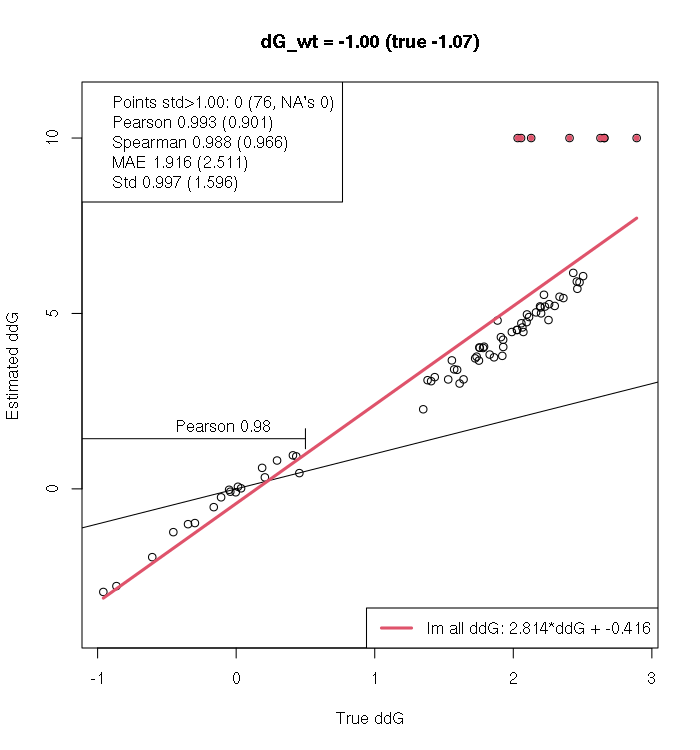 dG_wt = -1.00 (true -1.07)
Points std>1.00: 0 (76, NA's 0)
Pearson 0.993 (0.901)
Spearman 0.988 (0.966)
MAE 1.916 (2.511)
Std 0.997 (1.596)
10
5
0
Estimated ddG
Pearson 0.98
lm all ddG: 2.814*ddG + -0.416
-1 0 1 2 3
True ddG